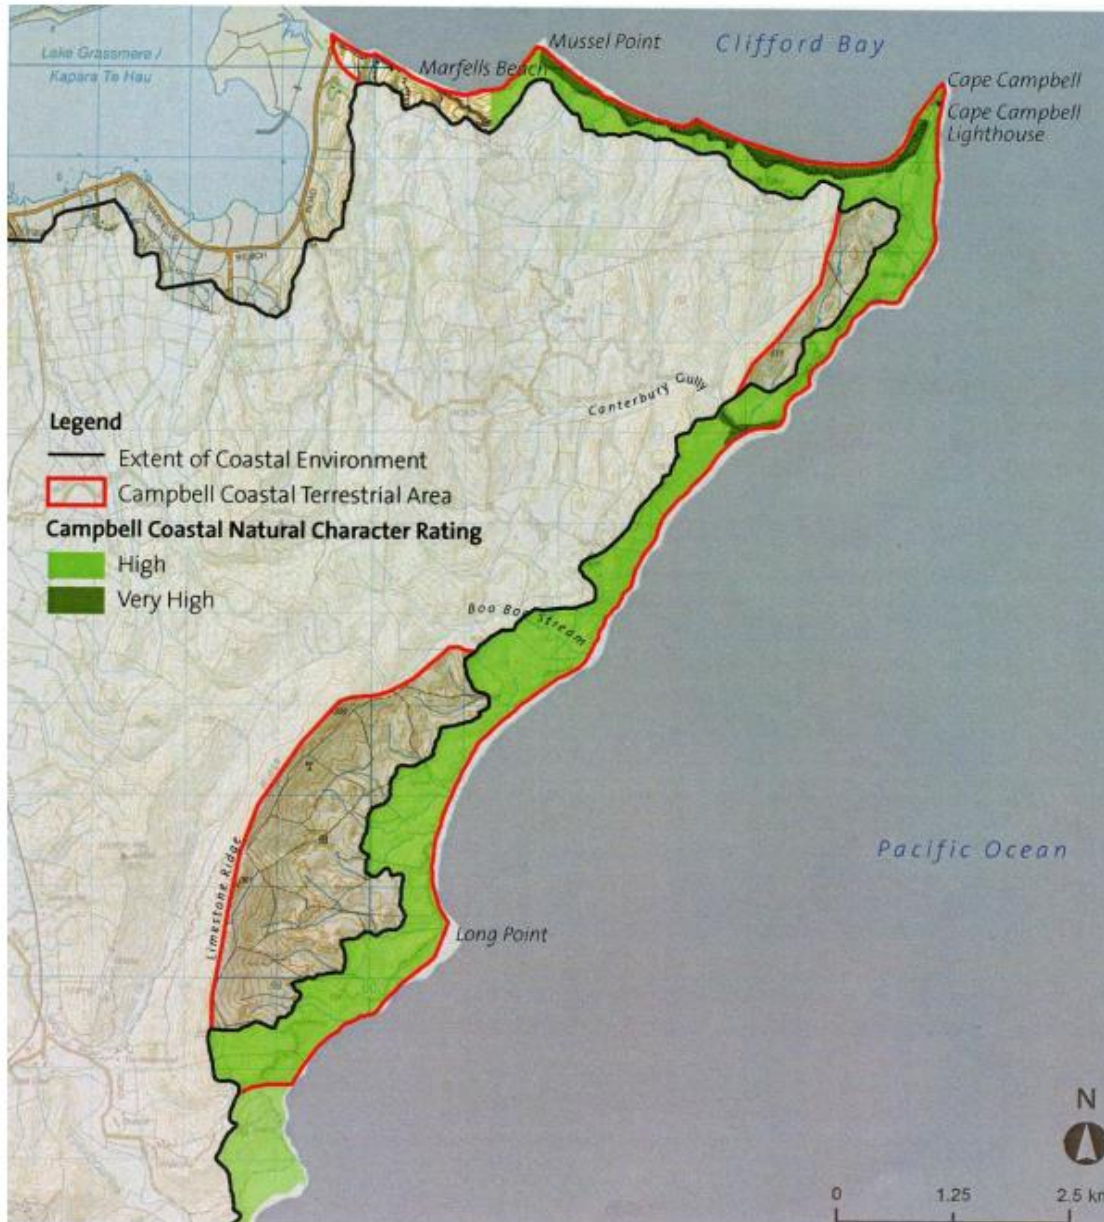 Lake Grassmere /
Kapara Te Hau
Mussel Point
Clifford Bay
Marfells Beach
Cape Campbell
Cape Campbell
Lighthouse
ROAD
BEACH
Canterbury Gully
Legend
Extent of Coastal Environment
Campbell Coastal Terrestrial Area
Campbell Coastal Natural Character Rating
High
Very High
Boo Boo Stream
Limestone Ridge
Pacific Ocean
Long Point
N
0 1.25 2.5 km